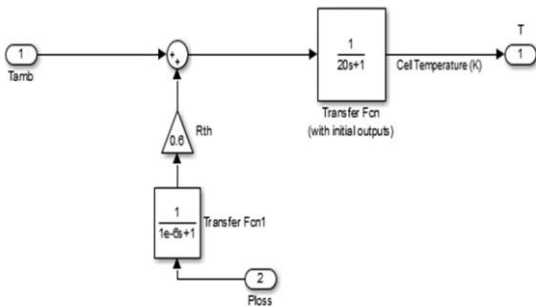 T
1
Tamb
+
+
1
20s+1
Cell Temperature (K)
1
Transfer Fcn
(with initial outputs)
0.6
Rth
1
1e-6s+1
Transfer Fcn1
2
Ploss